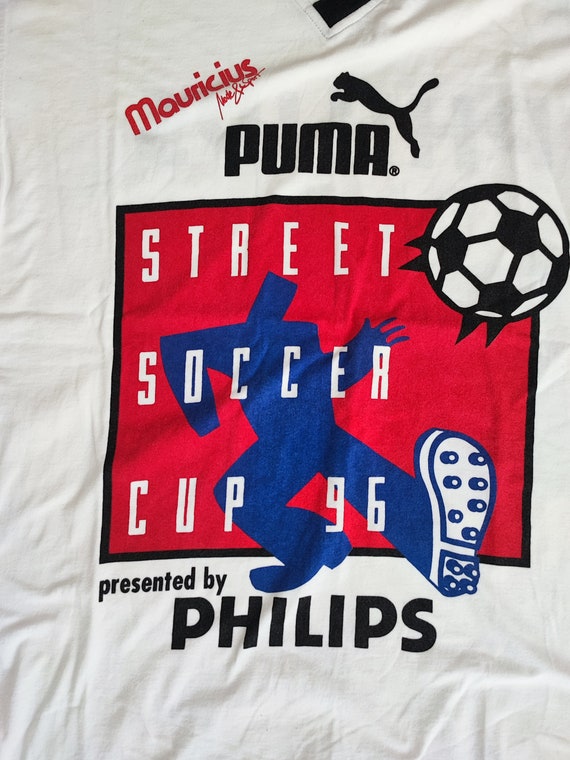 Mauricius
PUMA®
STREET
SOCCER
CUP 96
presented by
PHILIPS